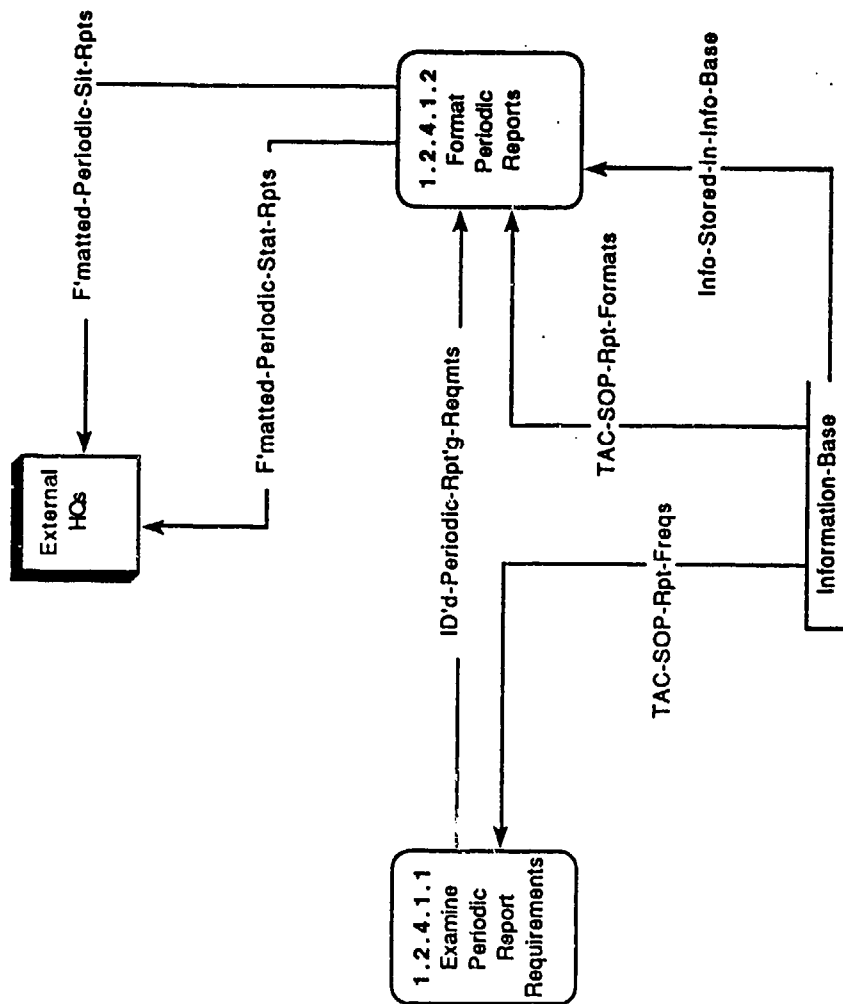 External
HQs
F'matted-Periodic-Sit-Rpts
F'matted-Periodic-Stat-Rpts
1.2.4.1.1
Examine
Periodic
Report
Requirements
ID'd-Periodic-Rpt'g-Reqmts
1.2.4.1.2
Format
Periodic
Reports
TAC-SOP-Rpt-Freqs
TAC-SOP-Rpt-Formats
Info-Stored-In-Info-Base
Information-Base